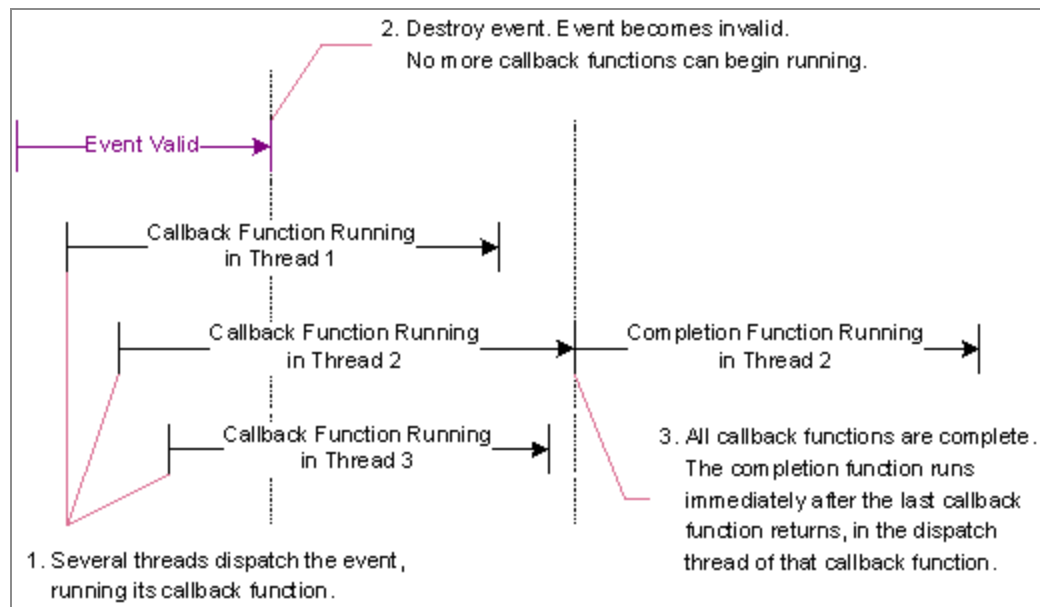 2. Destroy event. Event becomes invalid.
No more callback functions can begin running.
Event Valid
Callback Function Running
in Thread 1
Callback Function Running
in Thread 2
Completion Function Running
in Thread 2
Callback Function Running
in Thread 3
3. All callback functions are complete.
The completion function runs
immediately after the last callback
function returns, in the dispatch
thread of that callback function.
1. Several threads dispatch the event,
running its callback function.